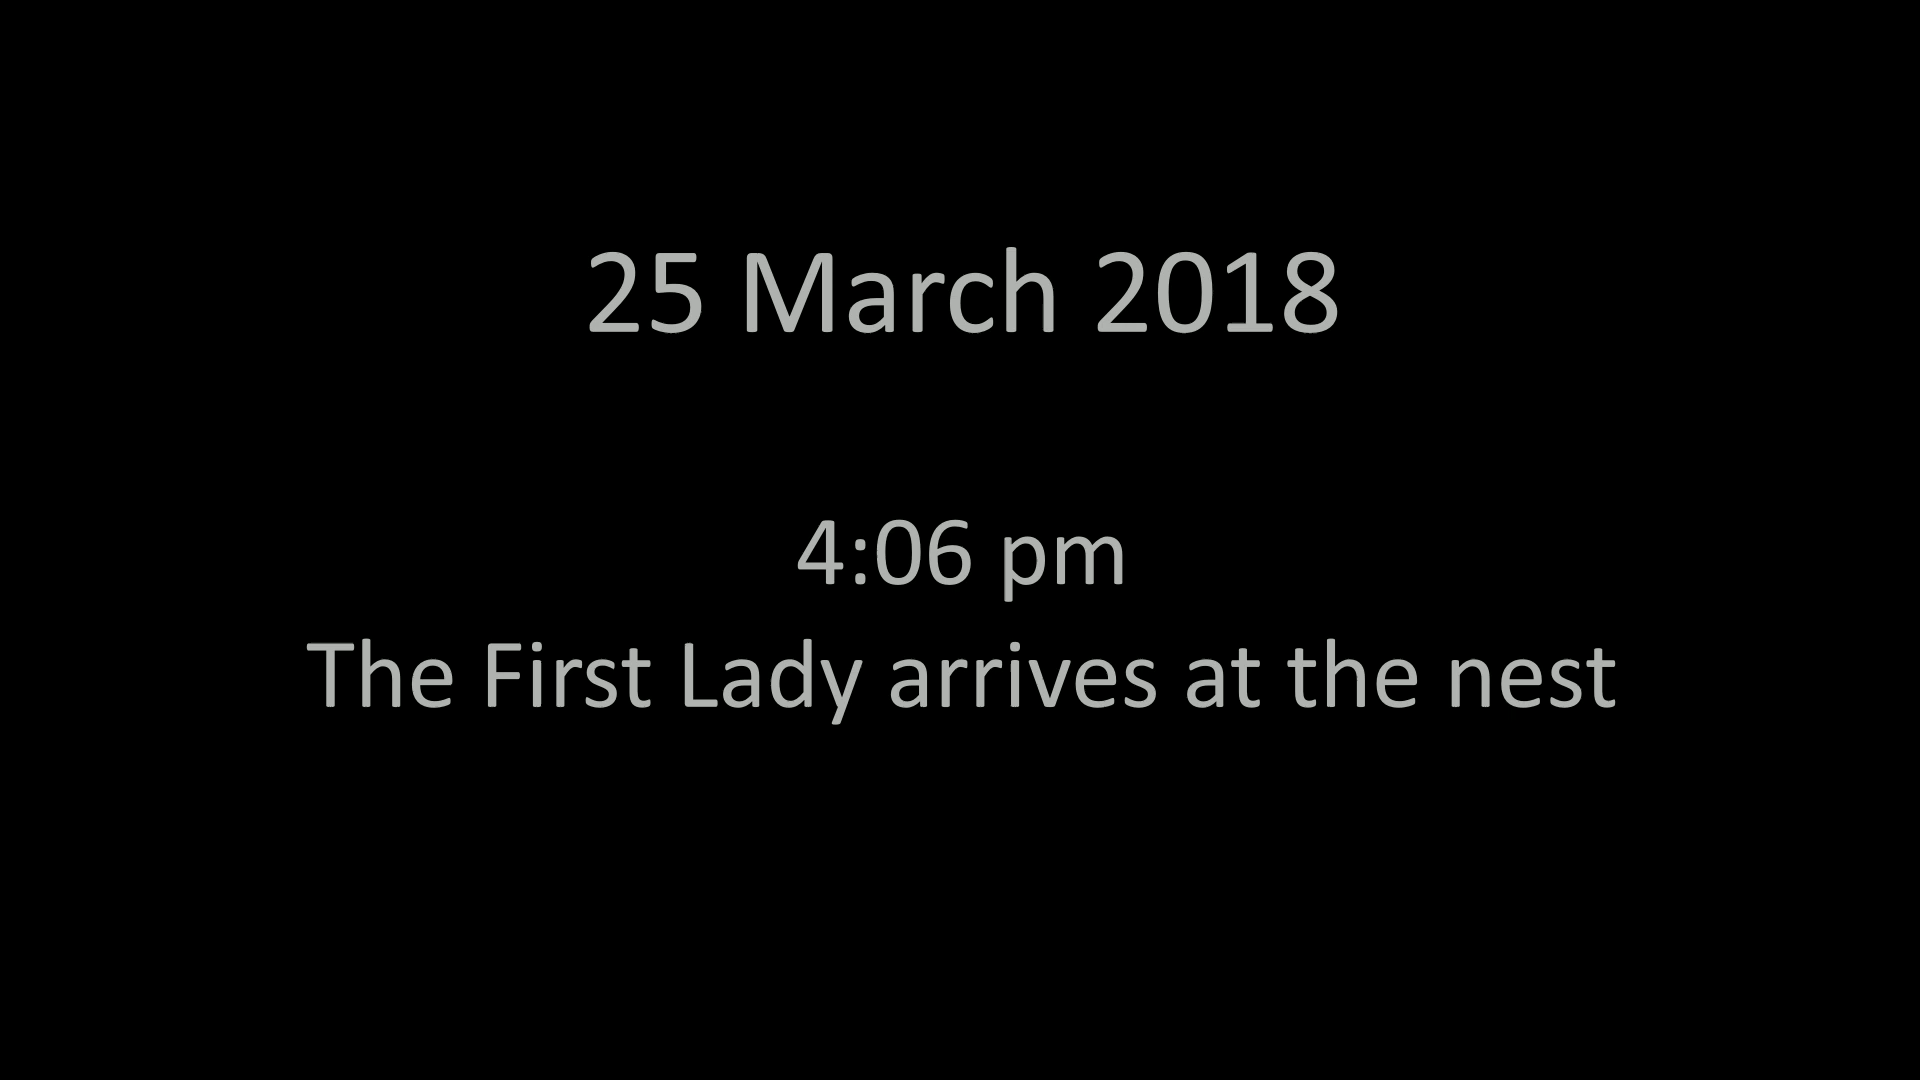 25 March 2018
4:06 pm
The First Lady arrives at the nest